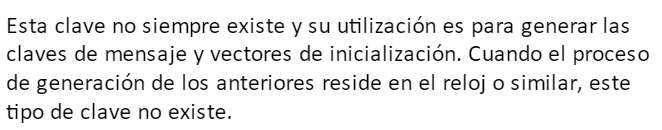 Esta clave no siempre existe y su utilización es para generar las
claves de mensaje y vectores de inicialización. Cuando el proceso
de generación de los anteriores reside en el reloj o similar, este
tipo de clave no existe.